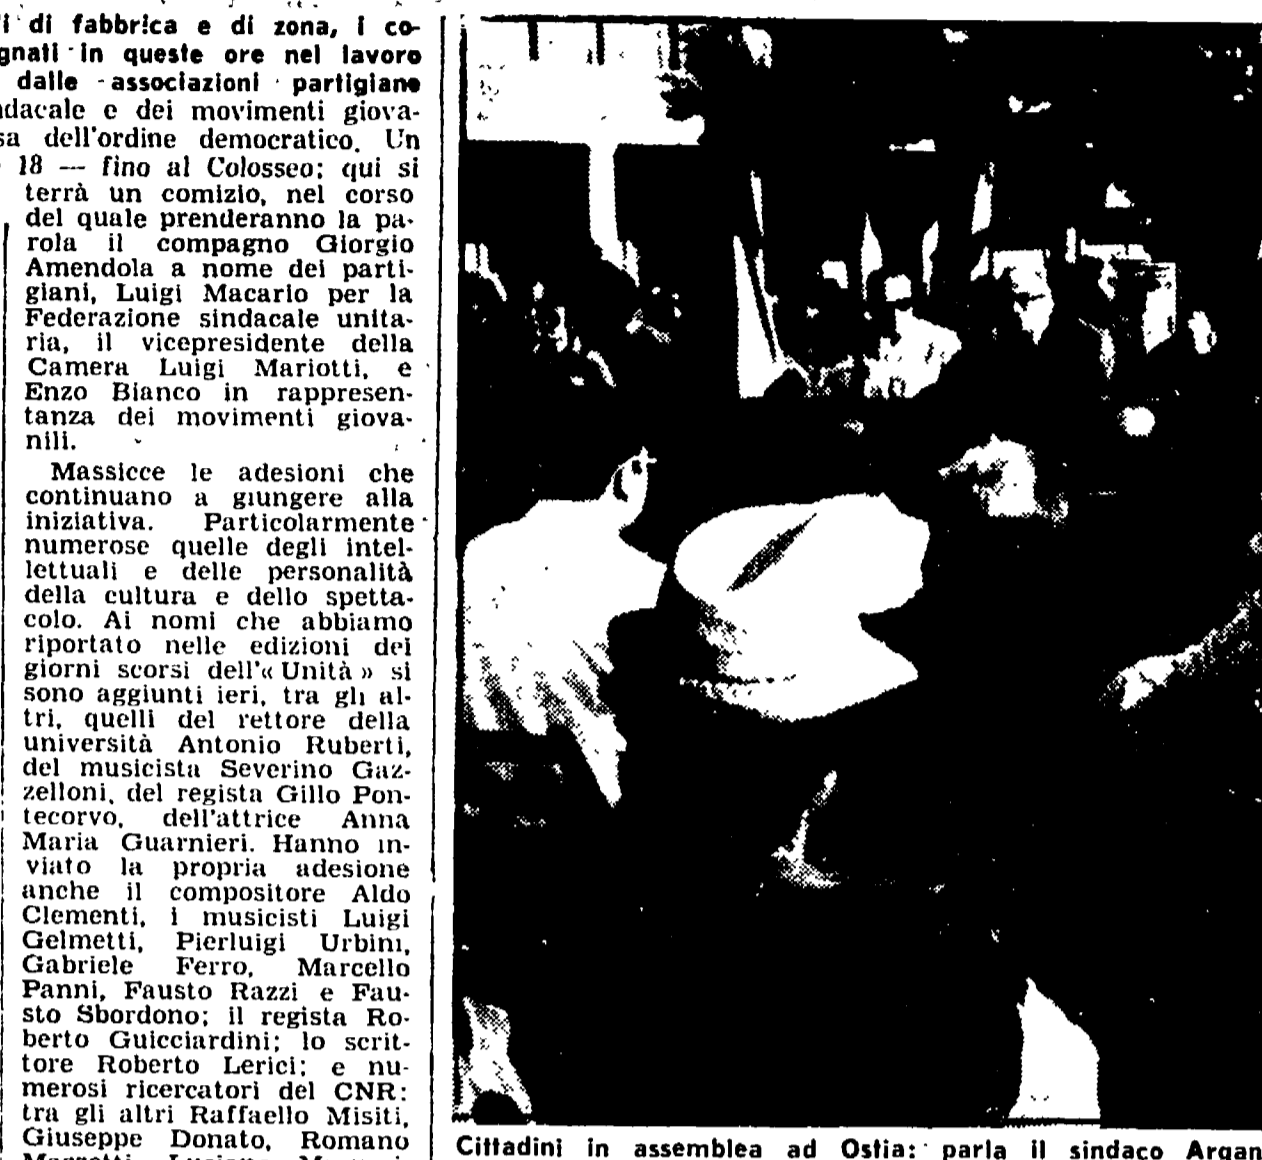 di fabbrica e di zona, i co-
gnati in queste ore nel lavoro
dalle associazioni partigiane
dacale e dei movimenti giova-
sa dell'ordine democratico. Un
18 — fino al Colosseo: qui si
terrà un comizio, nel corso
del quale prenderanno la pa-
rola il compagno Giorgio
Amendola a nome dei parti-
giani, Luigi Macario per la
Federazione sindacale unita-
ria, il vicepresidente della
Camera Luigi Mariotti, e
Enzo Bianco in rappresen-
tanza dei movimenti giova-
nili.
Massicce le adesioni che
continuano a giungere alla
iniziativa. Particolarmente
numerose quelle degli intel-
lettuali e delle personalità
della cultura e dello spetta-
colo. Ai nomi che abbiamo
riportato nelle edizioni dei
giorni scorsi dell'« Unità » si
sono aggiunti ieri, tra gli al-
tri, quelli del rettore della
università Antonio Ruberti,
del musicista Severino Gaz-
zelloni, del regista Gillo Pon-
tecorvo, dell'attrice Anna
Maria Guarnieri. Hanno in-
viato la propria adesione
anche il compositore Aldo
Clementi, i musicisti Luigi
Gelmetti, Pierluigi Urbini,
Gabriele Ferro, Marcello
Panni, Fausto Razzi e Fau-
sto Sbordono; il regista Ro-
berto Guicciardini; lo scrit-
tore Roberto Lerici; e nu-
merosi ricercatori del CNR:
tra gli altri Raffaello Misiti,
Giuseppe Donato, Romano
Cittadini in assemblea ad Ostia: parla il sindaco Argan